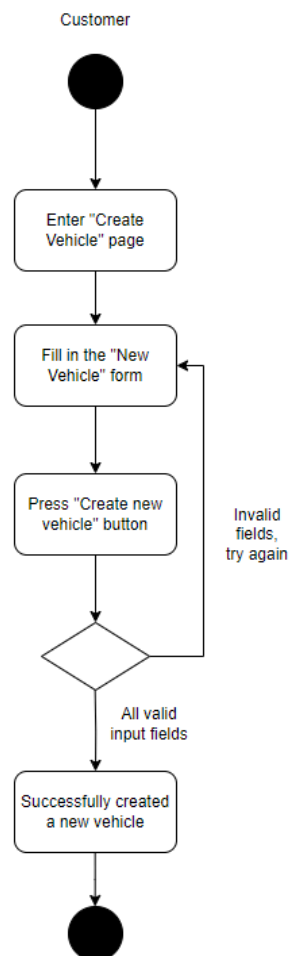 Customer
Enter "Create
Vehicle" page
Fill in the "New
Vehicle" form
Press "Create new
vehicle" button
Invalid
fields,
try again
All valid
input fields
Successfully created
a new vehicle